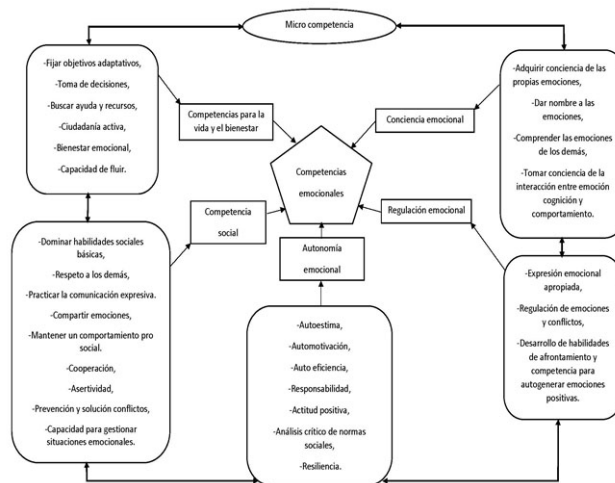 Micro competencia
-Fijar objetivos adaptativos,
-Toma de decisiones,
-Buscar ayuda y recursos,
-Ciudadanía activa,
-Bienestar emocional,
-Capacidad de fluir.
Competencias para la
vida y el bienestar
Conciencia emocional
-Adquirir conciencia de las
propias emociones,
-Dar nombre a las
emociones,
-Comprender las emociones
de los demás,
-Tomar conciencia de la
interacción entre emoción
cognición y
comportamiento.
Competencias
emocionales
Competencia
social
Regulación emocional
Autonomía
emocional
-Dominar habilidades sociales
básicas,
-Respeto a los demás,
-Practicar la comunicación expresiva.
-Compartir emociones,
-Mantener un comportamiento pro
social.
-Cooperación,
-Asertividad,
-Prevención y solución conflictos,
-Capacidad para gestionar
situaciones emocionales.
-Autoestima,
-Automotivación,
-Auto eficiencia,
-Responsabilidad,
-Actitud positiva,
-Análisis crítico de normas
sociales,
-Resiliencia.
-Expresión emocional
apropiada,
-Regulación de emociones
y conflictos,
-Desarrollo de habilidades
de afrontamiento y
competencia para
autogenerar emociones
positivas.